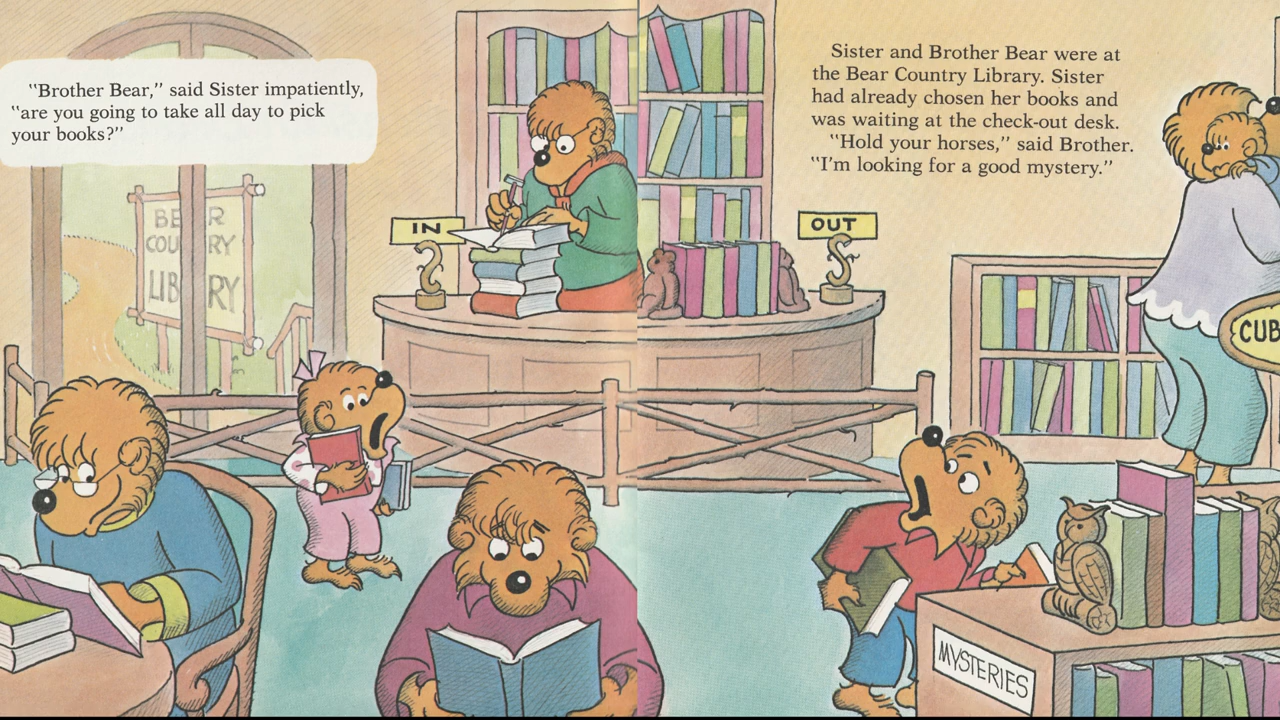 "Brother Bear," said Sister impatiently,
"are you going to take all day to pick
your books?"
BEAR
COUNTRY
LIBRARY
IN
OUT
Sister and Brother Bear were at
the Bear Country Library. Sister
had already chosen her books and
was waiting at the check-out desk.
"Hold your horses," said Brother.
"I'm looking for a good mystery."
CUB
MYSTERIES